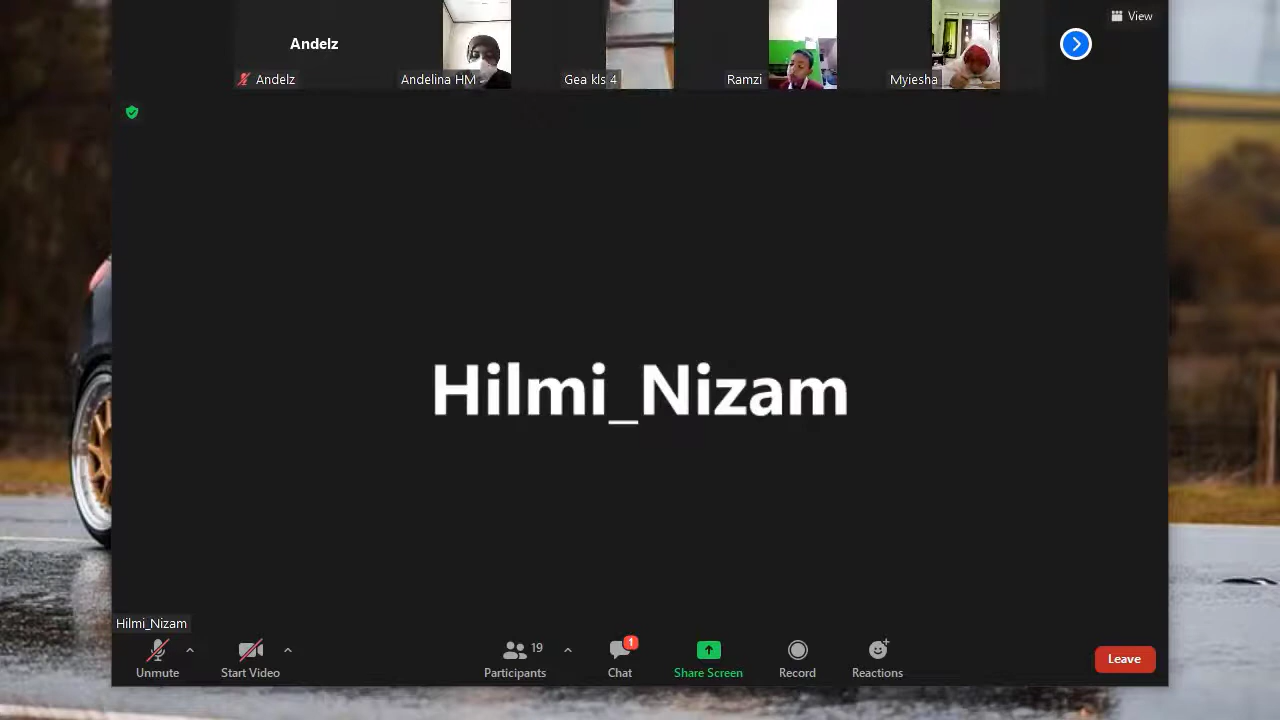 View
Andelz
Andelz
Andelina HM
Gea kls 4
Ramzi
Myiesha
Hilmi_Nizam
Hilmi_Nizam
19
1
Unmute
Start Video
Participants
Chat
Share Screen
Record
Reactions
Leave